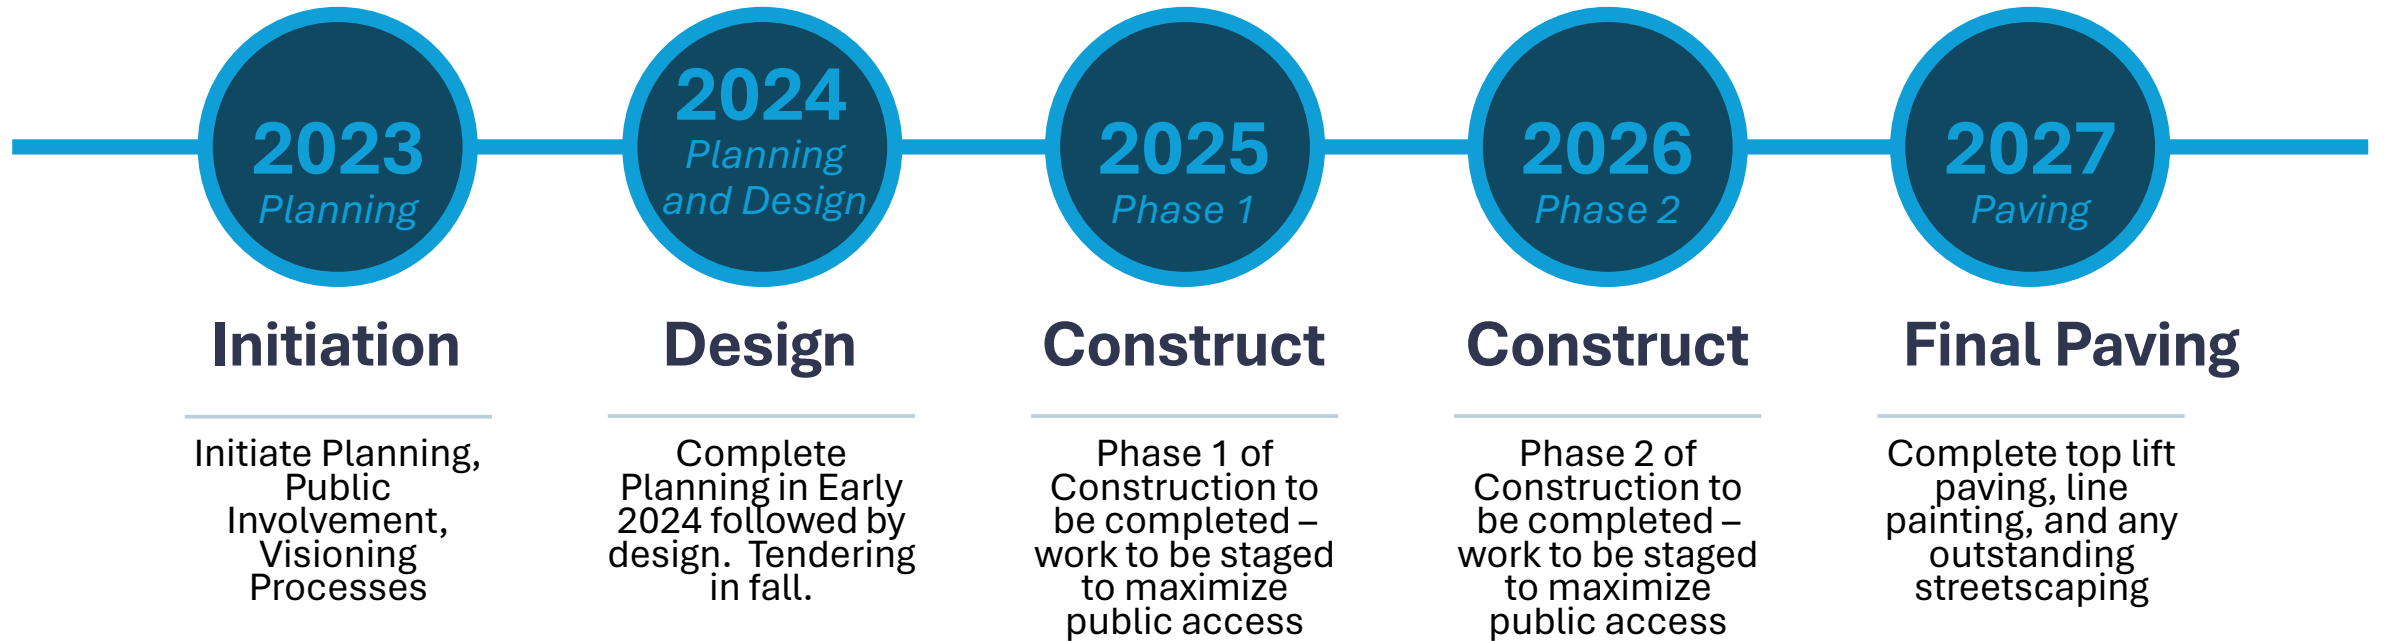 2023
Planning
2024
Planning
and Design
2025
Phase 1
2026
Phase 2
2027
Paving
Initiation
Initiate Planning,
Public
Involvement,
Visioning
Processes
Design
Complete
Planning in Early
2024 followed by
design.  Tendering
in fall.
Construct
Phase 1 of
Construction to
be completed –
work to be staged
to maximize
public access
Construct
Phase 2 of
Construction to
be completed –
work to be staged
to maximize
public access
Final Paving
Complete top lift
paving, line
painting, and any
outstanding
streetscaping